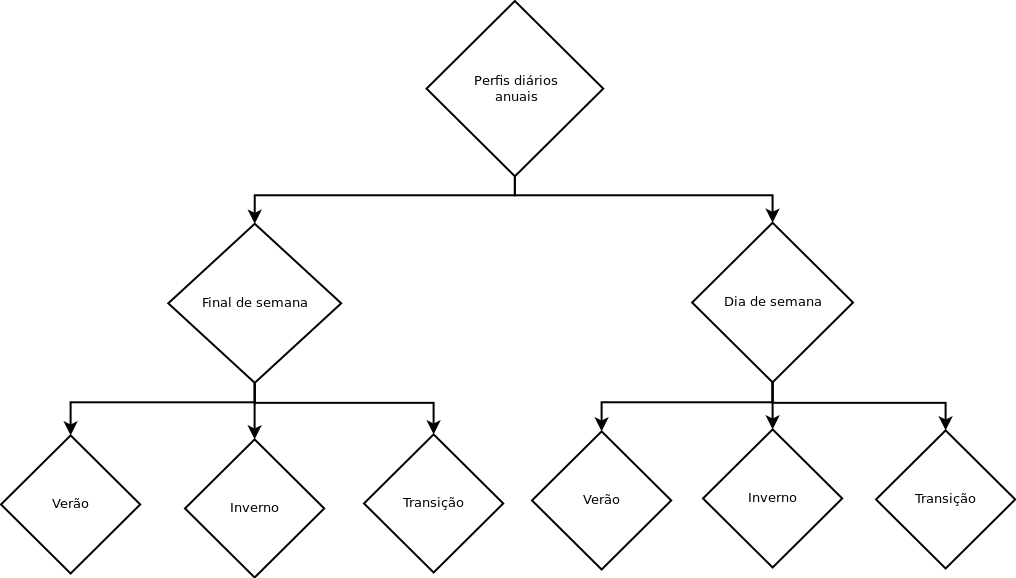 Perfis diários
anuais
Final de semana
Dia de semana
Verão
Inverno
Transição
Verão
Inverno
Transição